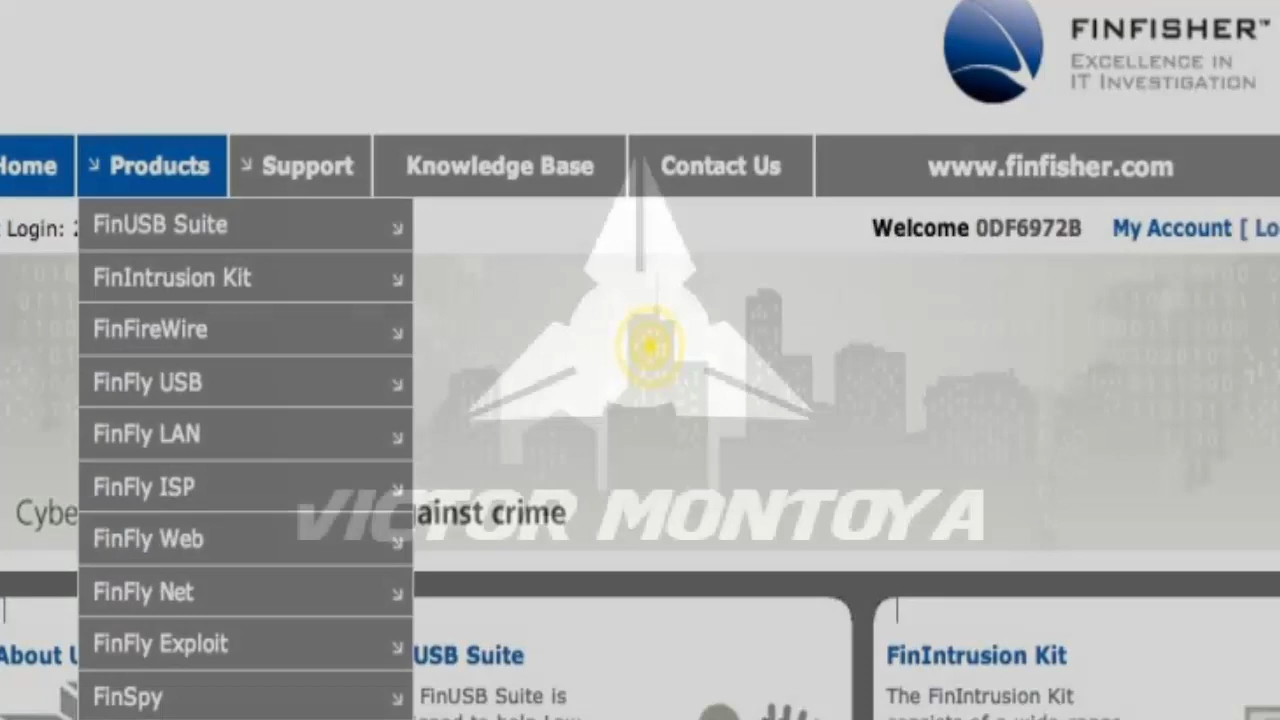 FINFISHER™
EXCELLENCE IN
IT INVESTIGATION
Home
Products
Support
Knowledge Base
Contact Us
www.finfisher.com
Login:
Welcome 0DF6972B
My Account [ Lo
FinUSB Suite
FinIntrusion Kit
FinFireWire
FinFly USB
FinFly LAN
FinFly ISP
FinFly Web
FinFly Net
FinFly Exploit
FinSpy
Cybe
ainst crime
VICTOR MONTOYA
About U
USB Suite
FinUSB Suite is
FinIntrusion Kit
The FinIntrusion Kit